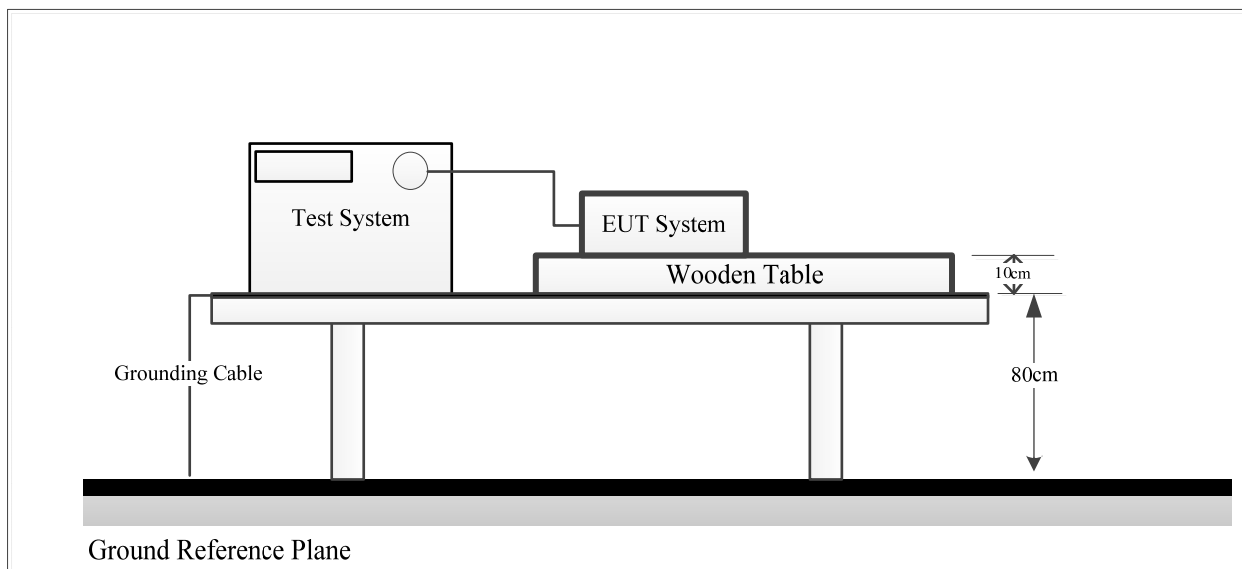 Test System
EUT System
Wooden Table
10cm
Grounding Cable
80cm
Ground Reference Plane